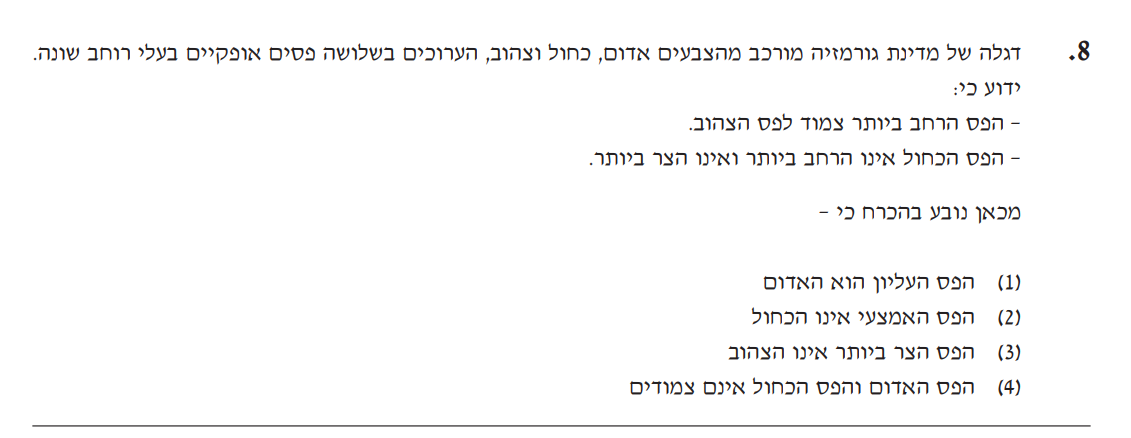 8. דגלה של מדינת גורמזיה מורכב מהצבעים אדום, כחול וצהוב, הערוכים בשלושה פסים אופקיים בעלי רוחב שונה.
ידוע כי:
– הפס הרחב ביותר צמוד לפס הצהוב.
– הפס הכחול אינו הרחב ביותר ואינו הצר ביותר.
מכאן נובע בהכרח כי –
(1) הפס העליון הוא האדום
(2) הפס האמצעי אינו הכחול
(3) הפס הצר ביותר אינו הצהוב
(4) הפס האדום והפס הכחול אינם צמודים